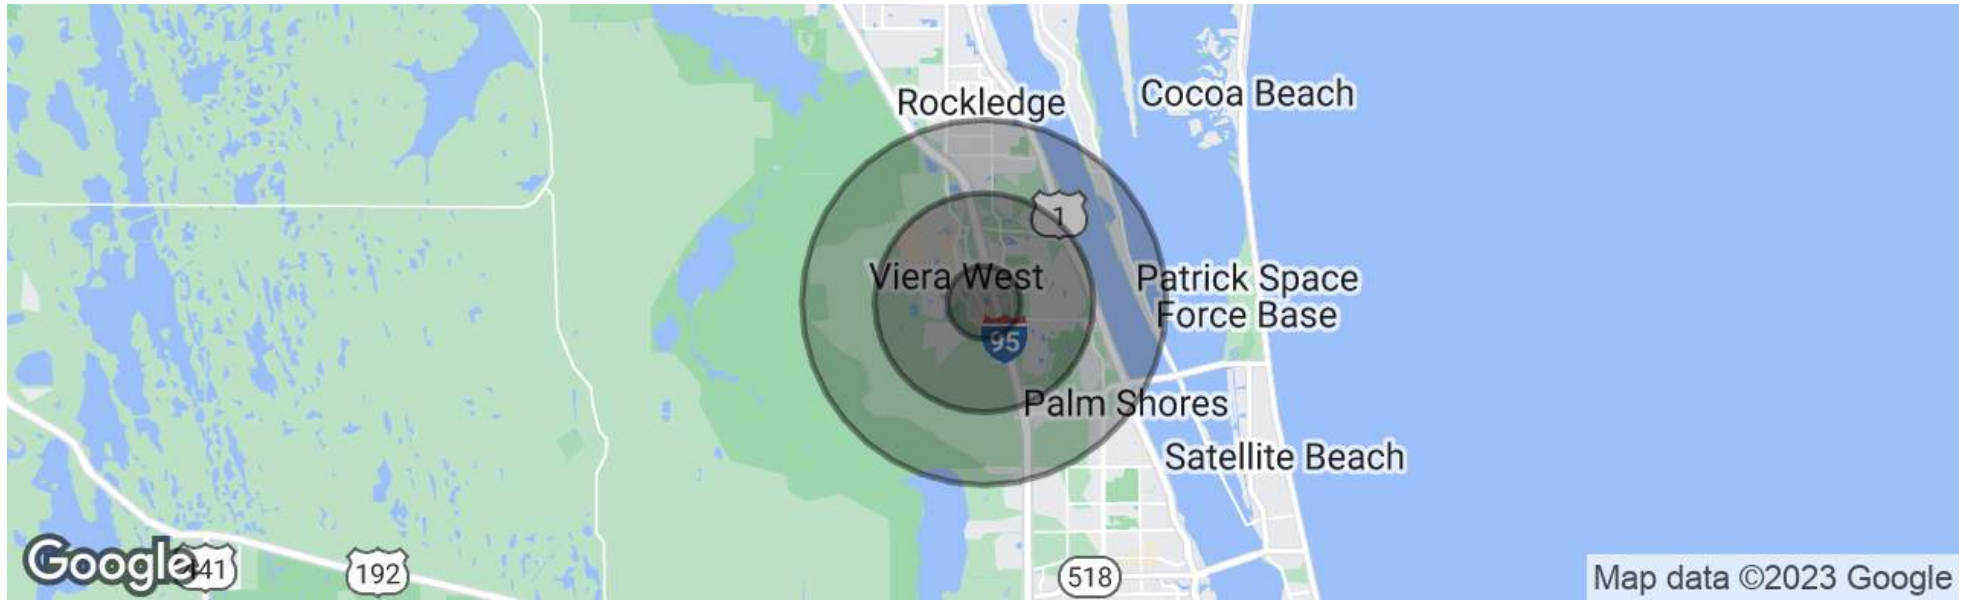 Cocoa Beach
Rockledge
1
Viera West
Patrick Space
Force Base
95
Palm Shores
Satellite Beach
Google
441
192
518
Map data ©2023 Google